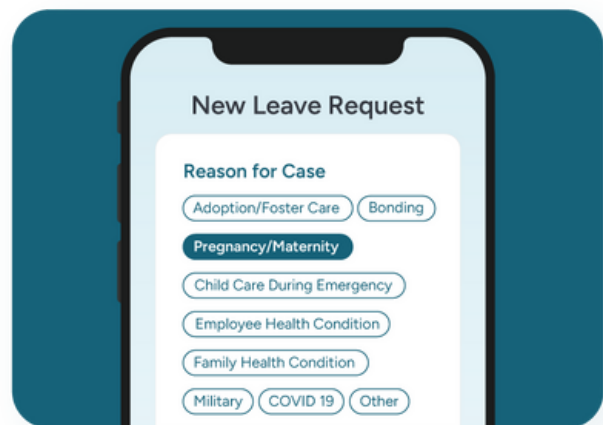 New Leave Request
Reason for Case
Adoption/Foster Care Bonding
Pregnancy/Maternity
Child Care During Emergency
Employee Health Condition
Family Health Condition
Military COVID 19 Other